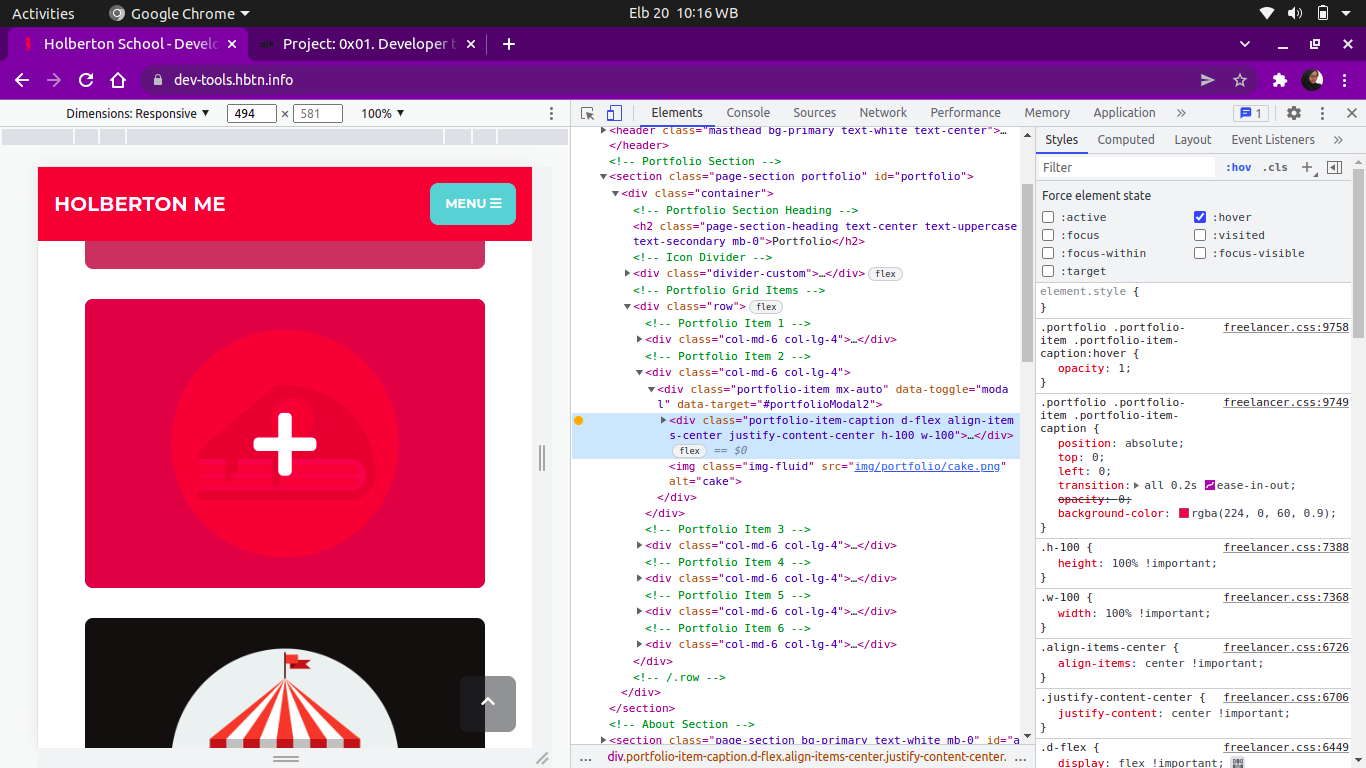 Activities
Google Chrome
Elb 20 10:16 WB
Holberton School - Develo
Project: 0x01. Developer t
dev-tools.hbtn.info
Dimensions: Responsive
494 × 581
100%
HOLBERTON ME
MENU
Elements Console Sources Network Performance Memory Application » 1
<header class="masthead bg-primary text-white text-center">…
</header>
<!-- Portfolio Section -->
<section class="page-section portfolio" id="portfolio">
<div class="container">
<!-- Portfolio Section Heading -->
<h2 class="page-section-heading text-center text-uppercase
text-secondary mb-0">Portfolio</h2>
<!-- Icon Divider -->
<div class="divider-custom">…</div> flex
<!-- Portfolio Grid Items -->
<div class="row"> flex
<!-- Portfolio Item 1 -->
<div class="col-md-6 col-lg-4">…</div>
<!-- Portfolio Item 2 -->
<div class="col-md-6 col-lg-4">
<div class="portfolio-item mx-auto" data-toggle="moda
l" data-target="#portfolioModal2">
<div class="portfolio-item-caption d-flex align-item
s-center justify-content-center h-100 w-100">…</div>
flex == $0
<img class="img-fluid" src="img/portfolio/cake.png"
alt="cake">
</div>
</div>
<!-- Portfolio Item 3 -->
<div class="col-md-6 col-lg-4">…</div>
<!-- Portfolio Item 4 -->
<div class="col-md-6 col-lg-4">…</div>
<!-- Portfolio Item 5 -->
<div class="col-md-6 col-lg-4">…</div>
<!-- Portfolio Item 6 -->
<div class="col-md-6 col-lg-4">…</div>
</div>
<!-- /.row -->
</div>
</section>
<!-- About Section -->
<section class="page-section bg-primary text-white mb-0" id="a
… div.portfolio-item-caption.d-flex.align-items-center.justify-content-center. …
Styles Computed Layout Event Listeners »
Filter :hov .cls +
Force element state
:active :hover
:focus :visited
:focus-within :focus-visible
:target
element.style {
}
.portfolio .portfolio- freelancer.css:9758
item .portfolio-item-
caption:hover {
opacity: 1;
}
.portfolio .portfolio- freelancer.css:9749
item .portfolio-item-
caption {
position: absolute;
top: 0;
left: 0;
transition: all 0.2s ease-in-out;
opacity: 0;
background-color: rgba(224, 0, 60, 0.9);
}
.h-100 { freelancer.css:7388
height: 100% !important;
}
.w-100 { freelancer.css:7368
width: 100% !important;
}
.align-items-center { freelancer.css:6726
align-items: center !important;
}
.justify-content-center { freelancer.css:6706
justify-content: center !important;
}
.d-flex { freelancer.css:6449
display: flex !important;